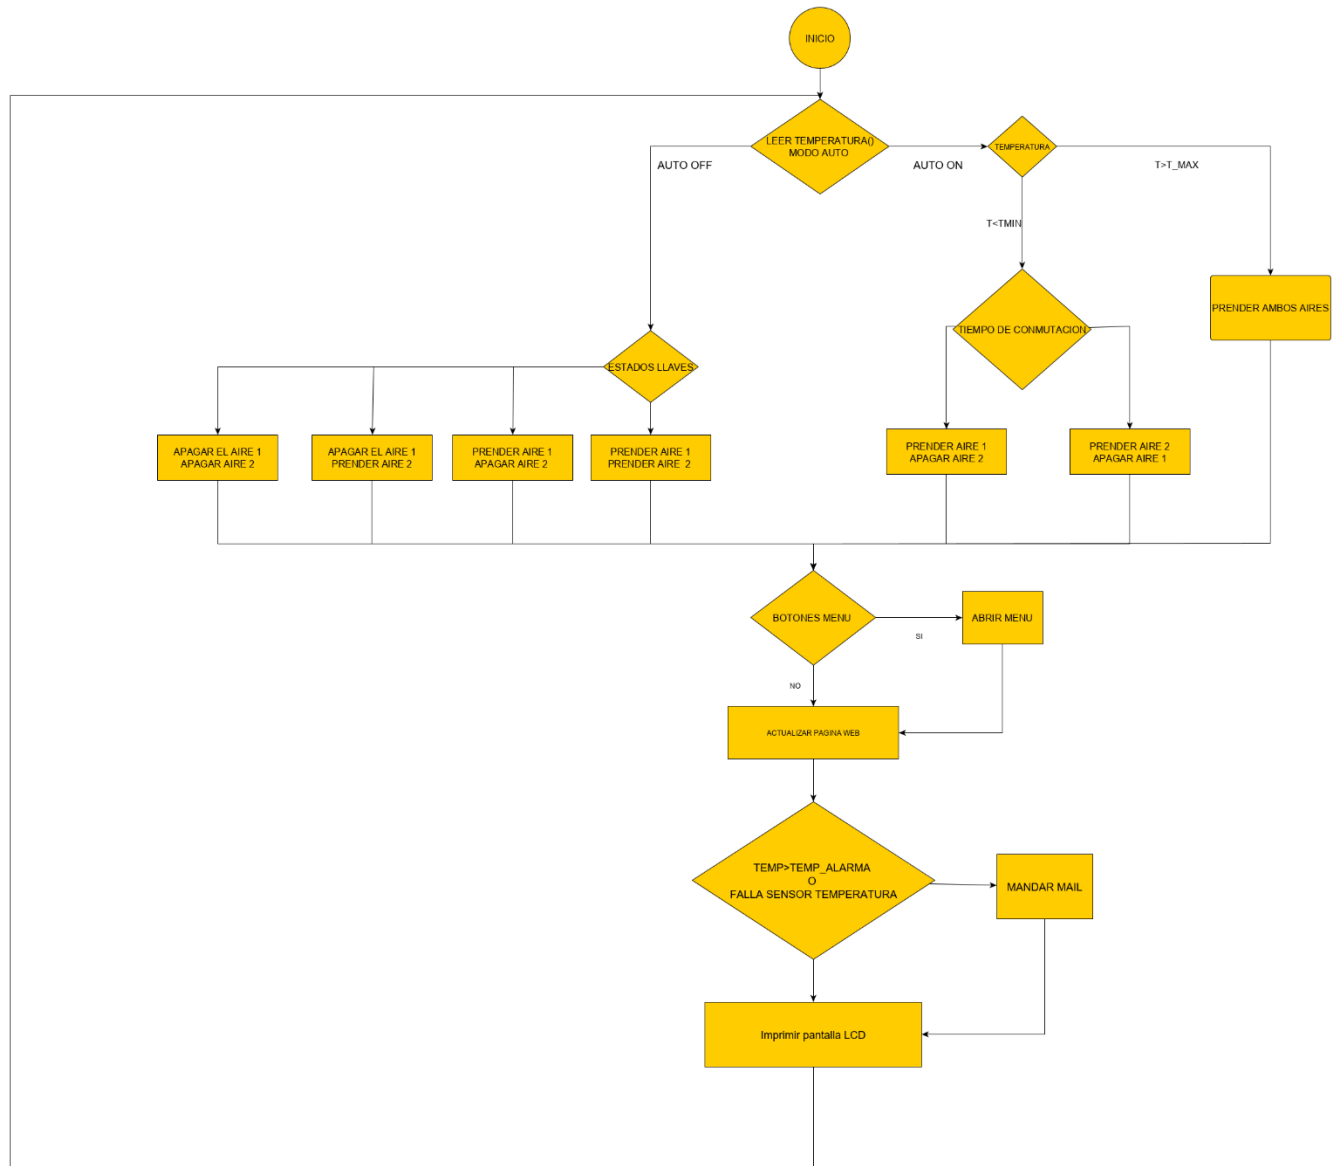 INICIO
LEER TEMPERATURA()
MODO AUTO
TEMPERATURA
AUTO OFF
AUTO ON
T>T_MAX
T<TMIN
PRENDER AMBOS AIRES
TIEMPO DE CONMUTACION
ESTADOS LLAVES
APAGAR EL AIRE 1
APAGAR AIRE 2
APAGAR EL AIRE 1
PRENDER AIRE 2
PRENDER AIRE 1
APAGAR AIRE 2
PRENDER AIRE 1
PRENDER AIRE 2
PRENDER AIRE 1
APAGAR AIRE 2
PRENDER AIRE 2
APAGAR AIRE 1
BOTONES MENU
SI
ABRIR MENU
NO
ACTUALIZAR PAGINA WEB
TEMP>TEMP_ALARMA
O
FALLA SENSOR TEMPERATURA
MANDAR MAIL
Imprimir pantalla LCD